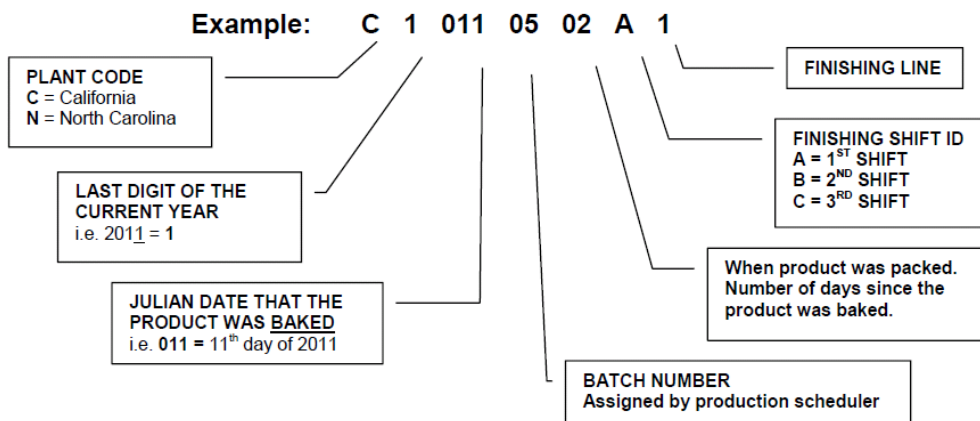 Example: C 1 011 05 02 A 1
PLANT CODE
C = California
N = North Carolina
FINISHING LINE
FINISHING SHIFT ID
A = 1ST SHIFT
B = 2ND SHIFT
C = 3RD SHIFT
LAST DIGIT OF THE
CURRENT YEAR
i.e. 2011 = 1
When product was packed.
Number of days since the
product was baked.
JULIAN DATE THAT THE
PRODUCT WAS BAKED
i.e. 011 = 11th day of 2011
BATCH NUMBER
Assigned by production scheduler